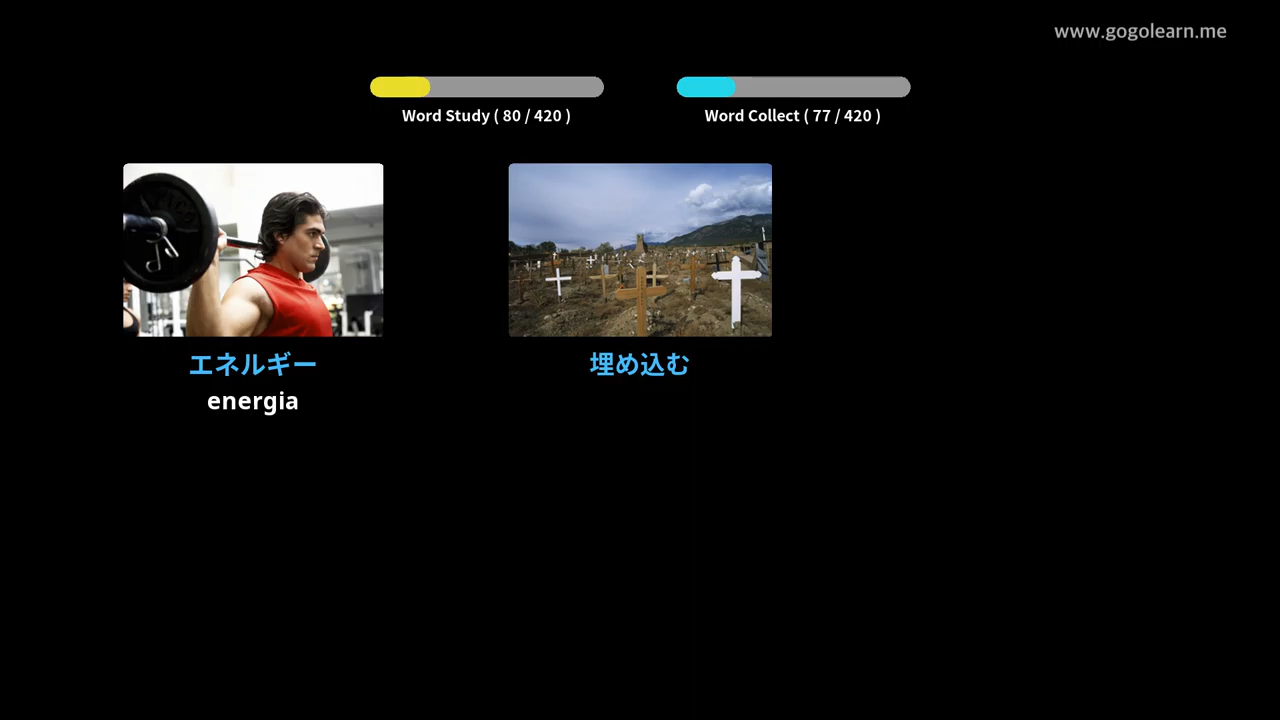 www.gogolearn.me
Word Study ( 80 / 420 )
Word Collect ( 77 / 420 )
エネルギー
energia
埋め込む